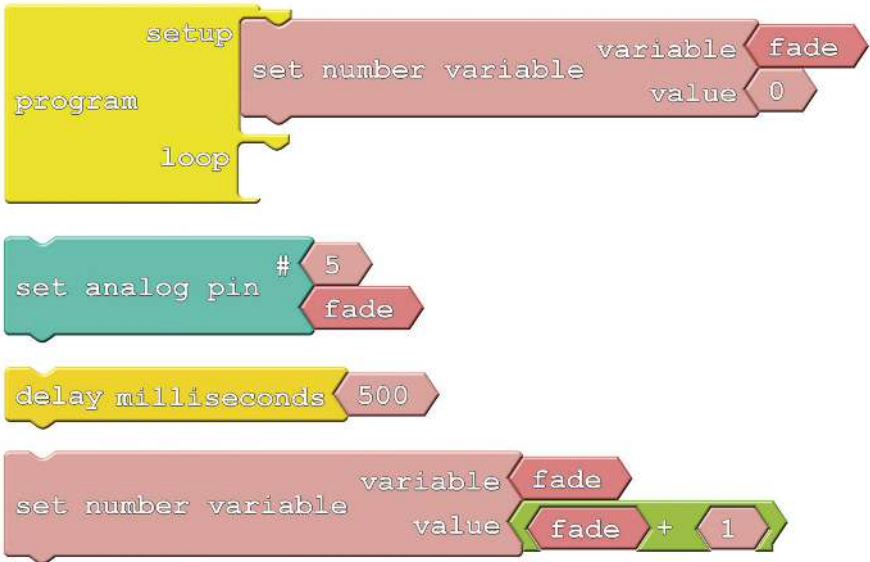 setup
set number variable variable fade
value 0
program
loop
set analog pin # 5
fade
delay milliseconds 500
set number variable variable fade
value fade + 1